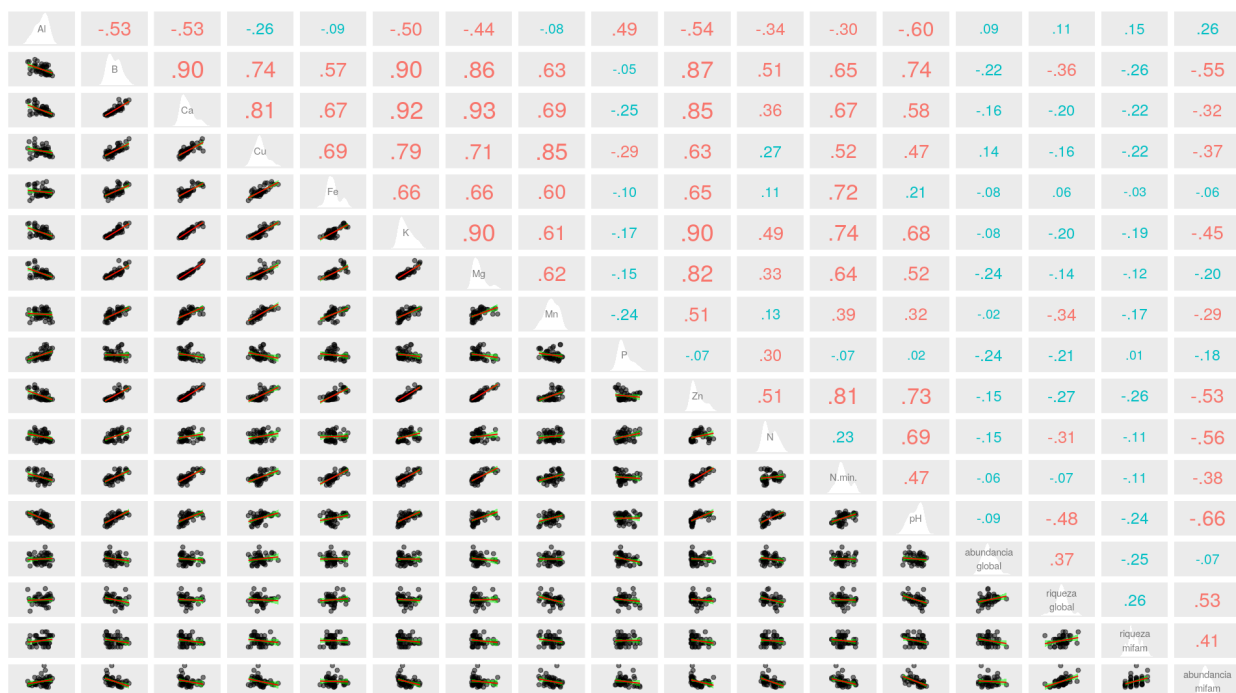 Al -.53 -.53 -.26 -.09 -.50 -.44 -.08 .49 -.54 -.34 -.30 -.60 .09 .11 .15 .26
B .90 .74 .57 .90 .86 .63 -.05 .87 .51 .65 .74 -.22 -.36 -.26 -.55
Ca .81 .67 .92 .93 .69 -.25 .85 .36 .67 .58 -.16 -.20 -.22 -.32
Cu .69 .79 .71 .85 -.29 .63 .27 .52 .47 .14 -.16 -.22 -.37
Fe .66 .66 .60 -.10 .65 .11 .72 .21 -.08 .06 -.03 -.06
K .90 .61 -.17 .90 .49 .74 .68 -.08 -.20 -.19 -.45
Mg .62 -.15 .82 .33 .64 .52 -.24 -.14 -.12 -.20
Mn -.24 .51 .13 .39 .32 -.02 -.34 -.17 -.29
P -.07 .30 -.07 .02 -.24 -.21 .01 -.18
Zn .51 .81 .73 -.15 -.27 -.26 -.53
N .23 .69 -.15 -.31 -.11 -.56
N.min. .47 -.06 -.07 -.11 -.38
pH -.09 -.48 -.24 -.66
abundancia
global .37 -.25 -.07
riqueza
global .26 .53
riqueza
mifam .41
abundancia
mifam